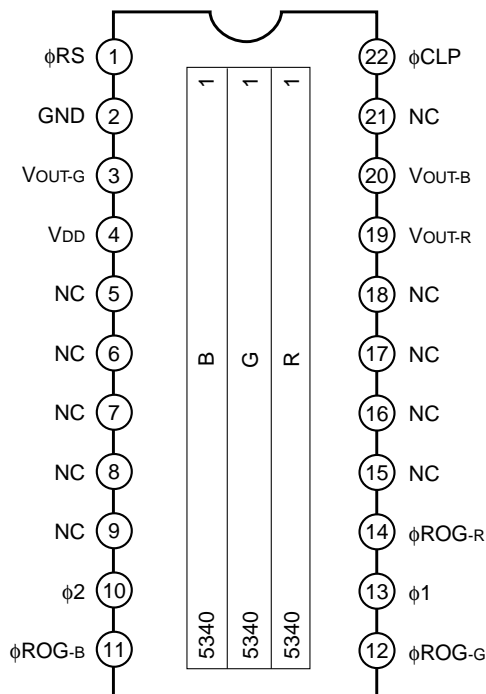 ϕRS 1 1 1 1 22 ϕCLP
GND 2 21 NC
VOUT-G 3 20 VOUT-B
VDD 4 19 VOUT-R
NC 5 18 NC
NC 6 B G R 17 NC
NC 7 16 NC
NC 8 15 NC
NC 9 14 ϕROG-R
ϕ2 10 13 ϕ1
ϕROG-B 11 5340 5340 5340 12 ϕROG-G